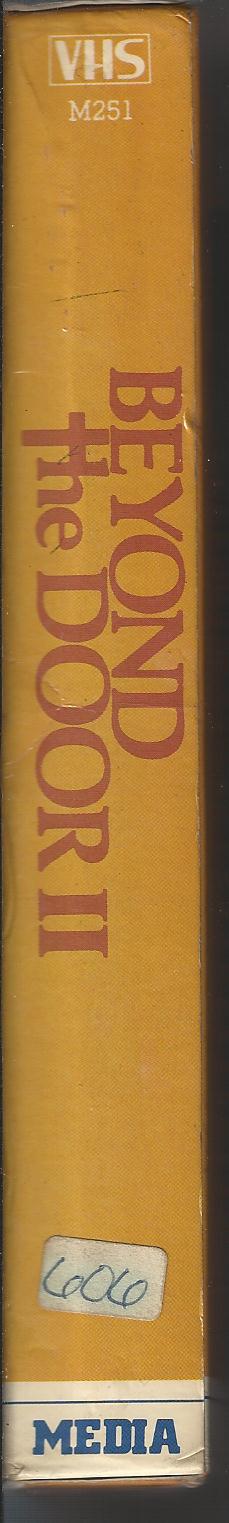 VHS
M251
BEYOND
the DOOR II
606
MEDIA